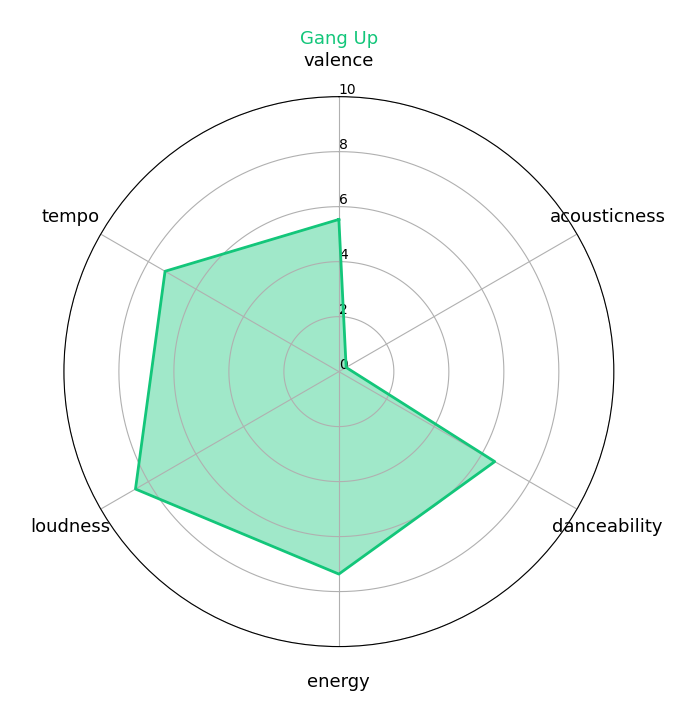 Gang Up
valence
10
8
tempo
acousticness
6
4
2
0
loudness
danceability
energy